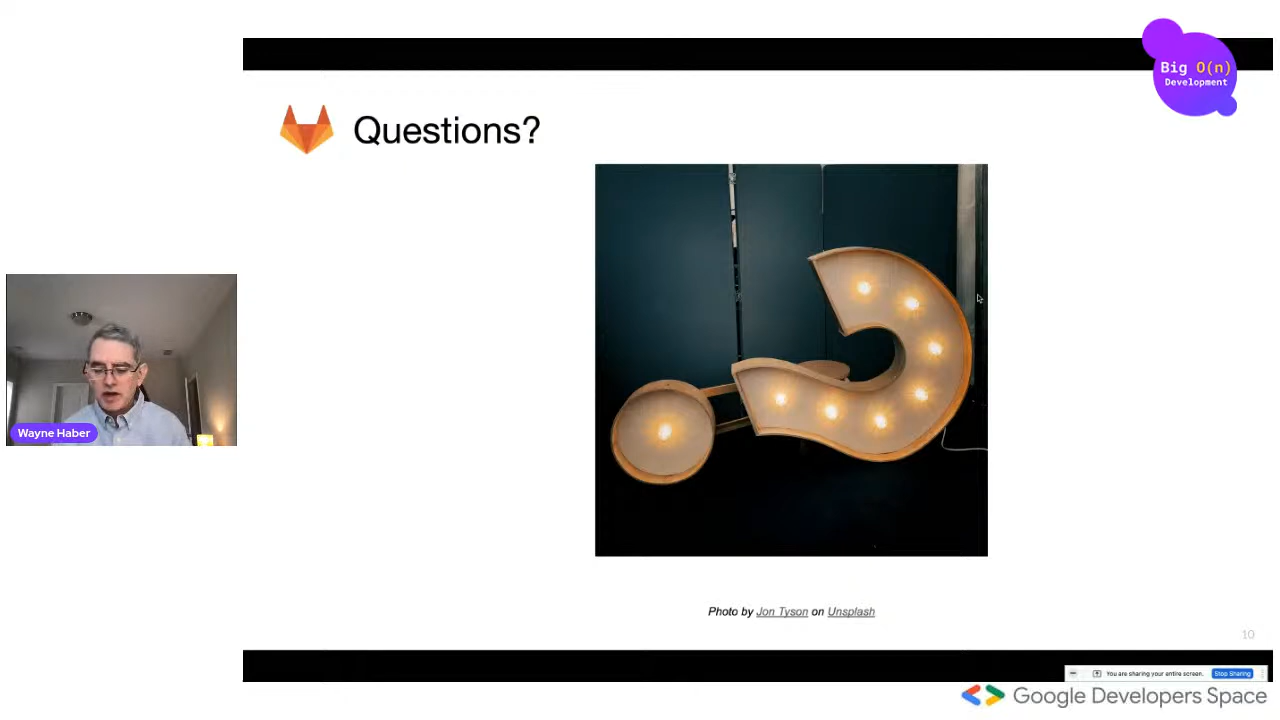 Big O(n)
Development
Questions?
Wayne Haber
Photo by Jon Tyson on Unsplash
10
You are sharing your entire screen. Stop Sharing
Google Developers Space